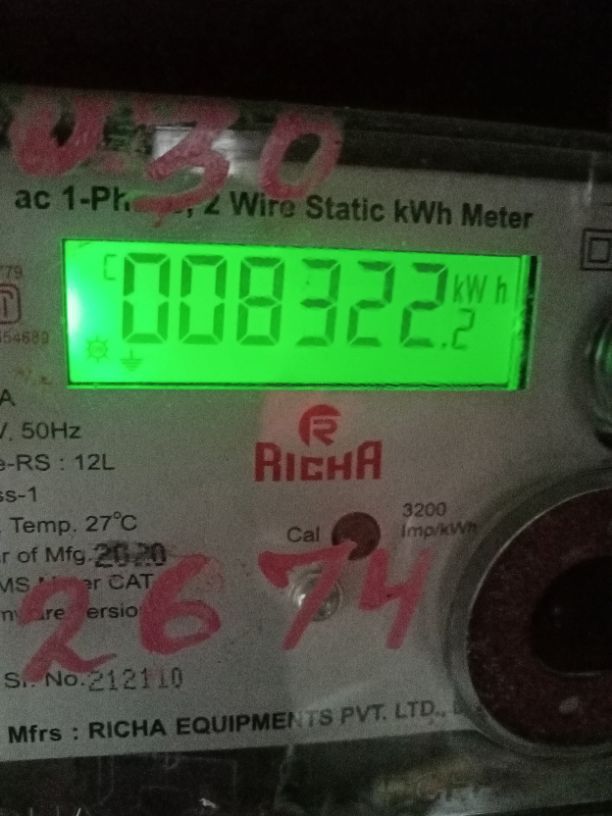 ac 1-Ph , 2 Wire Static kWh Meter
C 008322.2 kWh
RICHA
V, 50Hz
e-RS : 12L
ss-1
Temp. 27°C
Cal
3200
Imp/kWh
r of Mfg. 2020
2674
Sr. No. 212110
Mfrs : RICHA EQUIPMENTS PVT. LTD.,